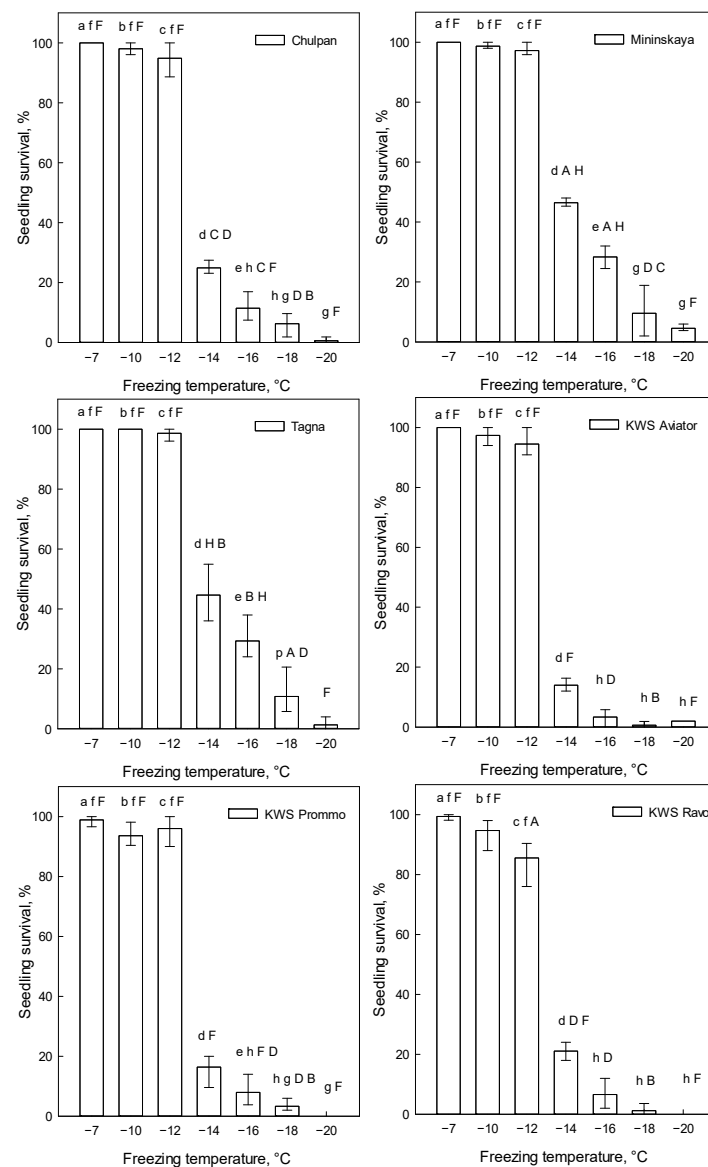 a f F b f F c f F
Chulpan
100
80
60
40
20
0
Seedling survival, %
d C D
e h C F
h g D B
g F
−7 −10 −12 −14 −16 −18 −20
Freezing temperature, °C
a f F b f F c f F
Mininskaya
100
80
60
40
20
0
Seedling survival, %
d A H
e A H
g D C
g F
−7 −10 −12 −14 −16 −18 −20
Freezing temperature, °C
a f F b f F c f F
Tagna
100
80
60
40
20
0
Seedling survival, %
d H B
e B H
p A D
F
−7 −10 −12 −14 −16 −18 −20
Freezing temperature, °C
a f F b f F c f F
KWS Aviator
100
80
60
40
20
0
Seedling survival, %
d F
h D
h B
h F
−7 −10 −12 −14 −16 −18 −20
Freezing temperature, °C
a f F b f F c f F
KWS Prommo
100
80
60
40
20
0
Seedling survival, %
d F
e h F D
h g D B
g F
−7 −10 −12 −14 −16 −18 −20
Freezing temperature, °C
a f F b f F
c f A
KWS Ravo
100
80
60
40
20
0
Seedling survival, %
d D F
h D
h B
h F
−7 −10 −12 −14 −16 −18 −20
Freezing temperature, °C